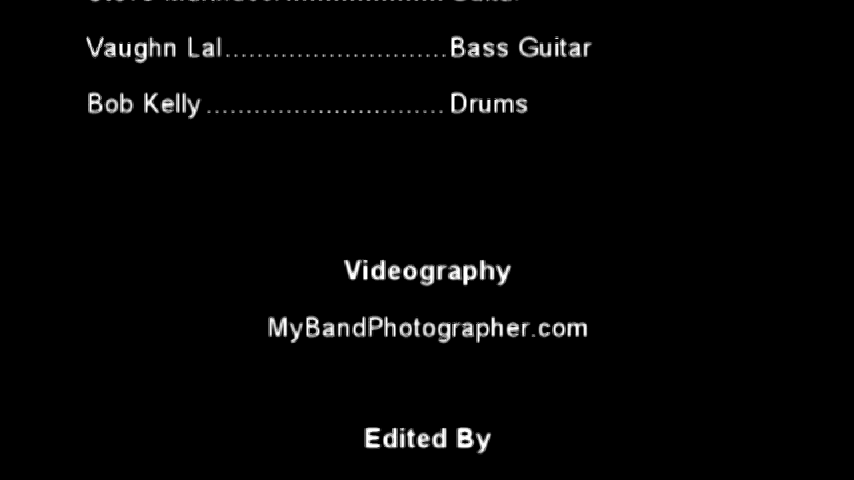 Vaughn Lal...........................Bass Guitar
Bob Kelly..............................Drums
Videography
MyBandPhotographer.com
Edited By